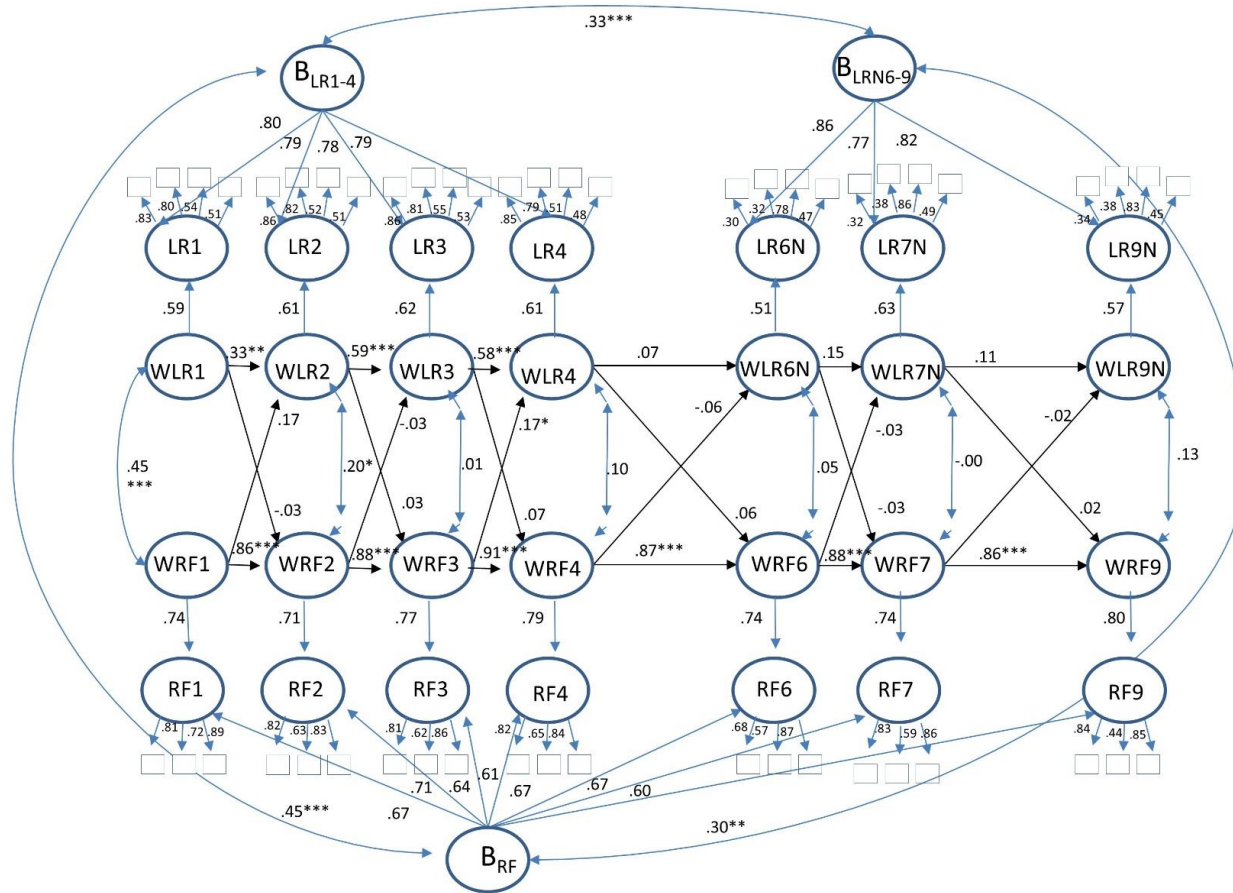 .33***
B LR1-4
B LRN6-9
.80
.79
.78
.79
.86
.77
.82
.83 .80 .54 .51
.86 .82 .52 .51
.86 .81 .55 .53
.85 .79 .51 .48
.30 .32 .78 .47
.32 .38 .86 .49
.34 .38 .83 .45
LR1 LR2 LR3 LR4 LR6N LR7N LR9N
.59 .61 .62 .61 .51 .63 .57
.33** .59*** .58*** .07 .15 .11
WLR1 WLR2 WLR3 WLR4 WLR6N WLR7N WLR9N
.17 -.03 .17* -.06 -.03 -.02
.45
***
.20* .01 .10 .05 -.00 .13
-.03 .03 .07 .06 -.03 .02
.86*** .88*** .91*** .87*** .88*** .86***
WRF1 WRF2 WRF3 WRF4 WRF6 WRF7 WRF9
.74 .71 .77 .79 .74 .74 .80
RF1 RF2 RF3 RF4 RF6 RF7 RF9
.81 .72 .89
.82 .63 .83
.81 .62 .86
.82 .65 .84
.68 .57 .87
.83 .59 .86
.84 .44 .85
.67 .71 .64 .61 .67 .67 .60
.45***
.30**
B RF